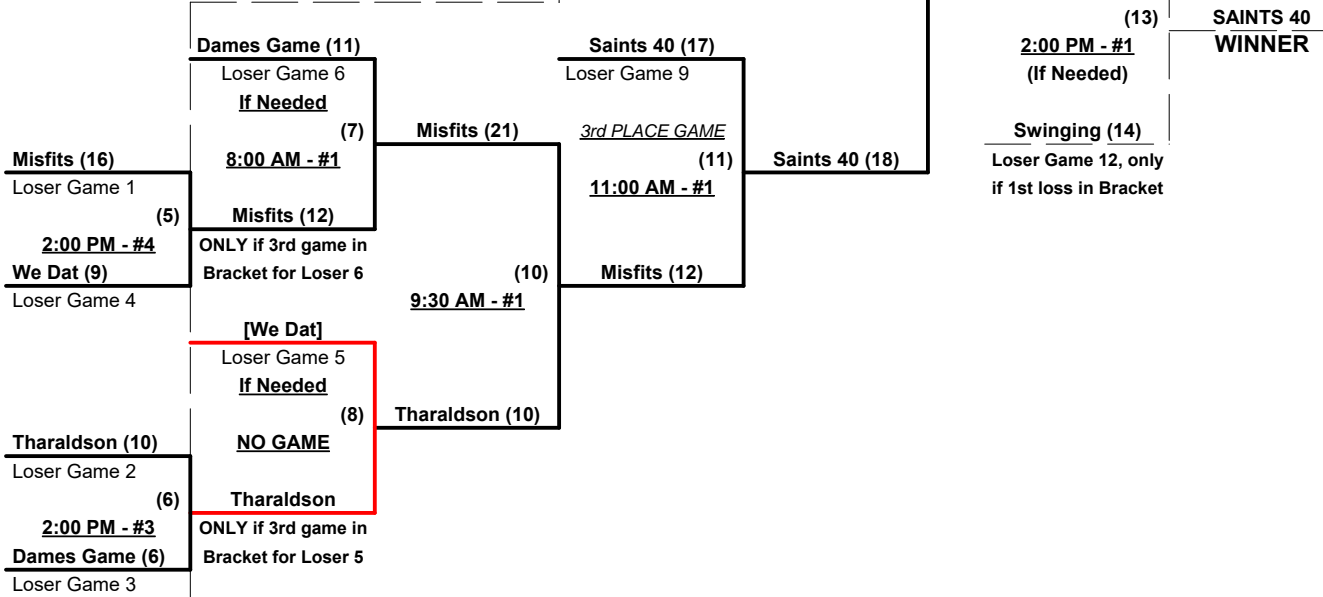 (13)
SAINTS 40
2:00 PM - #1
WINNER
(If Needed)
Swinging (14)
Loser Game 12, only
if 1st loss in Bracket
Dames Game (11)
Loser Game 6
If Needed
(7)
8:00 AM - #1
Misfits (12)
ONLY if 3rd game in
Bracket for Loser 6
Misfits (16)
Loser Game 1
(5)
2:00 PM - #4
We Dat (9)
Loser Game 4
Misfits (21)
(10)
9:30 AM - #1
Saints 40 (17)
Loser Game 9
3rd PLACE GAME
(11)
11:00 AM - #1
Misfits (12)
Saints 40 (18)
[We Dat]
Loser Game 5
If Needed
(8)
NO GAME
Tharaldson
ONLY if 3rd game in
Bracket for Loser 5
Tharaldson (10)
Tharaldson (10)
Loser Game 2
(6)
2:00 PM - #3
Dames Game (6)
Loser Game 3